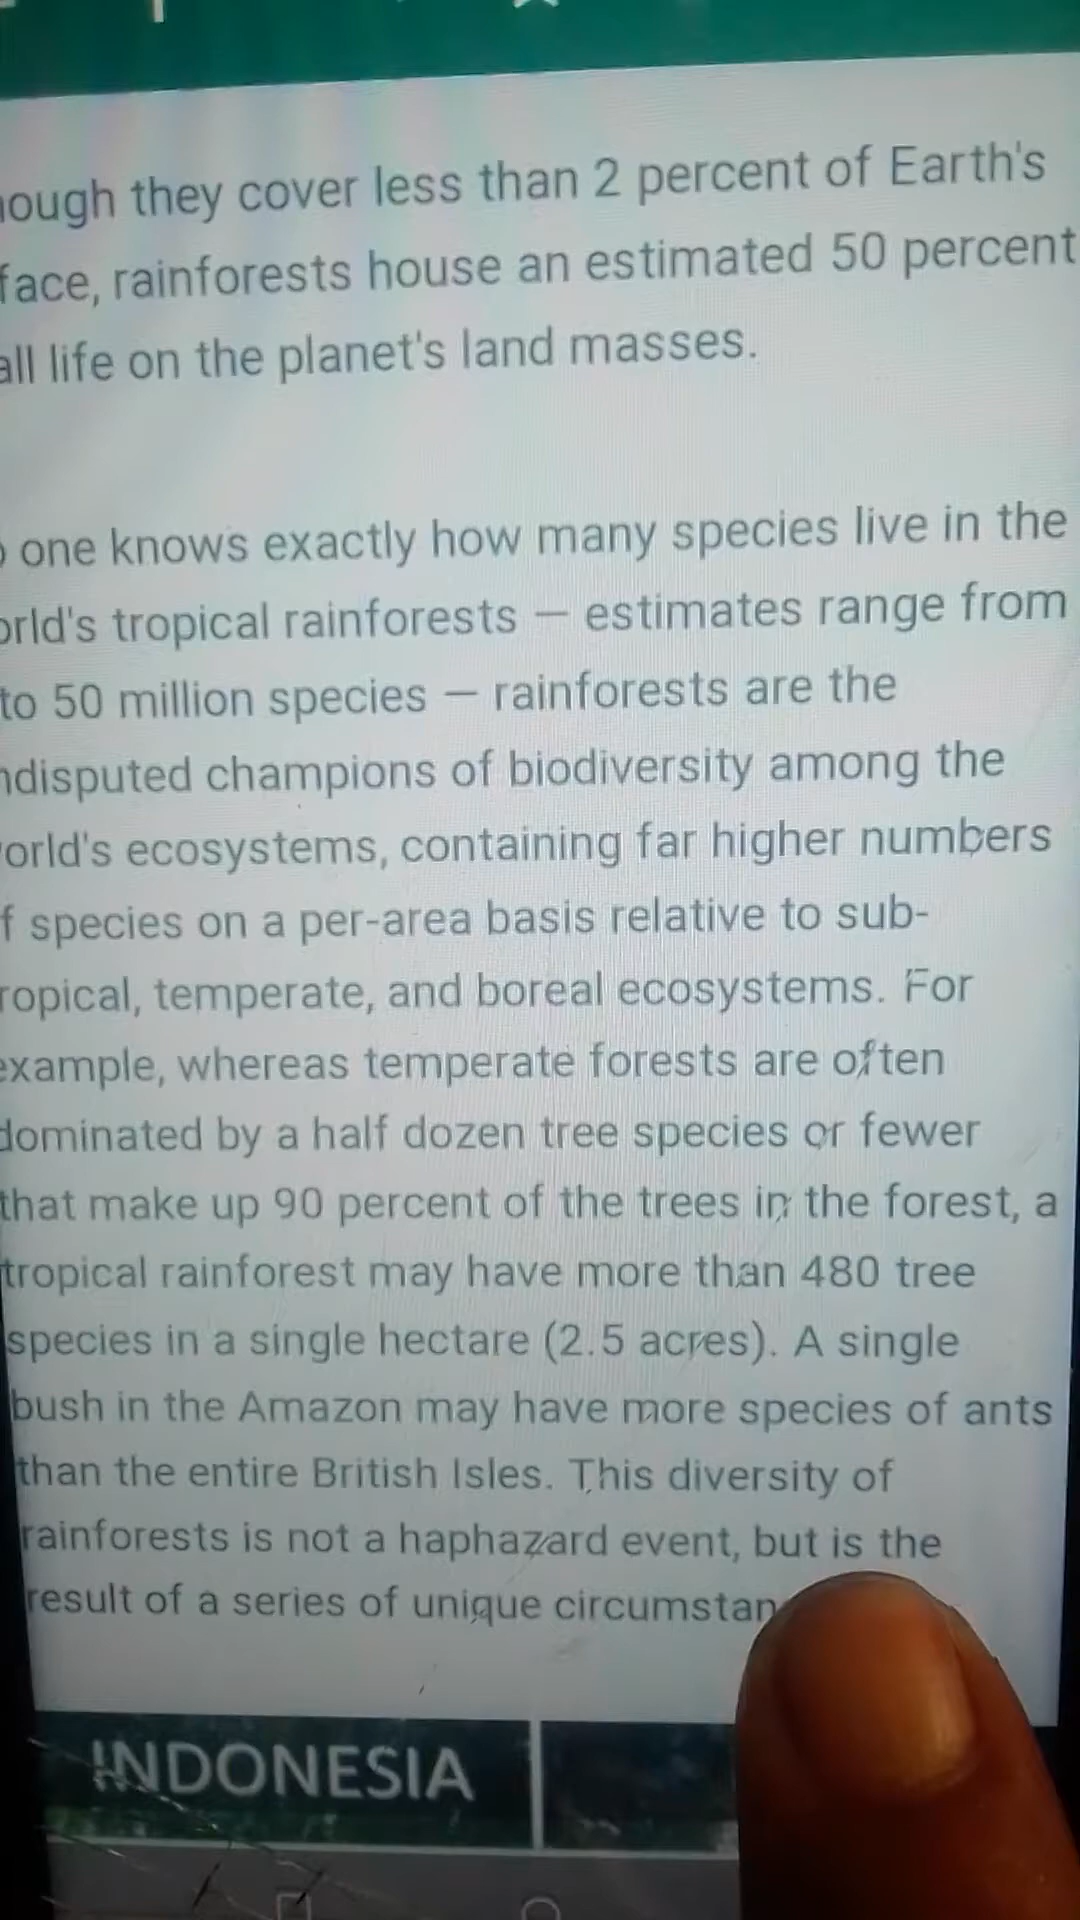 they cover less than 2 percent of Earth's
rainforests house an estimated 50 percent
all life on the planet's land masses.
one knows exactly how many species live in the
tropical rainforests — estimates range from
to 50 million species — rainforests are the
champions of biodiversity among the
ecosystems, containing far higher numbers
species on a per-area basis relative to sub-
temperate, and boreal ecosystems. For
example, whereas temperate forests are often
dominated by a half dozen tree species or fewer
that make up 90 percent of the trees in the forest, a
tropical rainforest may have more than 480 tree
species in a single hectare (2.5 acres). A single
bush in the Amazon may have more species of ants
than the entire British Isles. This diversity of
rainforests is not a haphazard event, but is the
result of a series of unique
INDONESIA